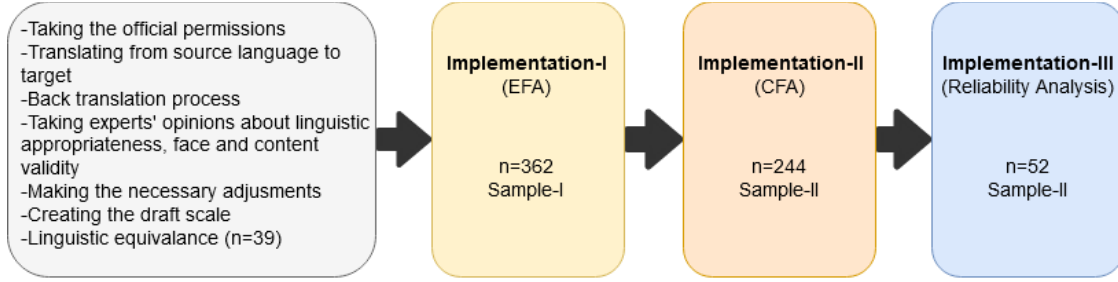 -Taking the official permissions
-Translating from source language to
target
-Back translation process
-Taking experts' opinions about linguistic
appropriateness, face and content
validity
-Making the necessary adjusments
-Creating the draft scale
-Linguistic equivalance (n=39)
Implementation-I
(EFA)
n=362
Sample-I
Implementation-II
(CFA)
n=244
Sample-II
Implementation-III
(Reliability Analysis)
n=52
Sample-II